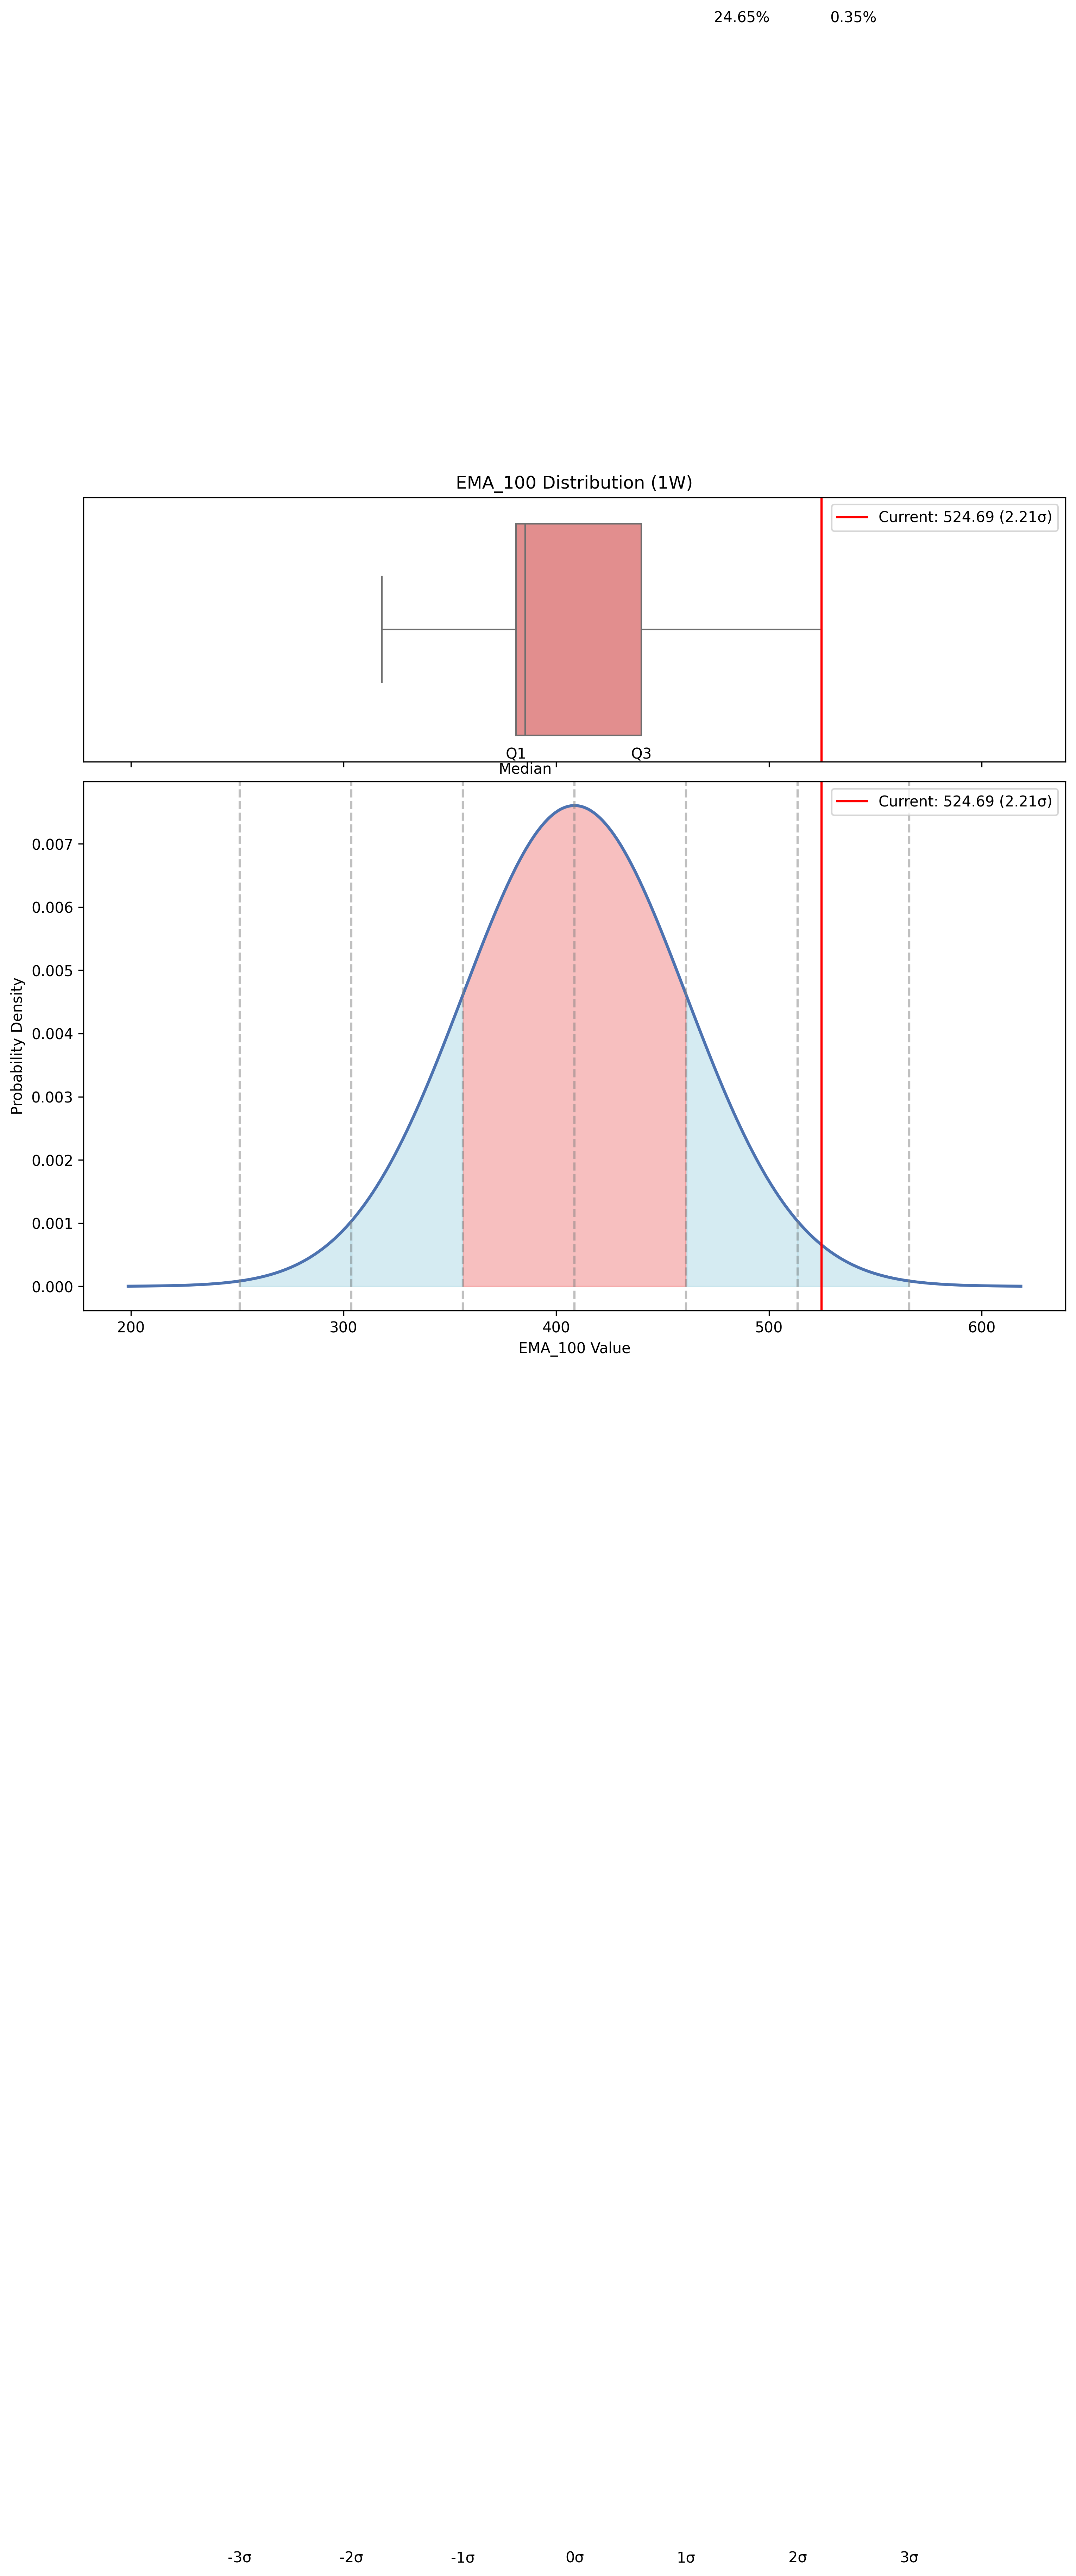 24.65% 0.35%
EMA_100 Distribution (1W)
Current: 524.69 (2.21σ)
Q1 Q3
Median
Current: 524.69 (2.21σ)
0.007
0.006
0.005
0.004
0.003
0.002
0.001
0.000
Probability Density
200 300 400 500 600
EMA_100 Value
-3σ -2σ -1σ 0σ 1σ 2σ 3σ